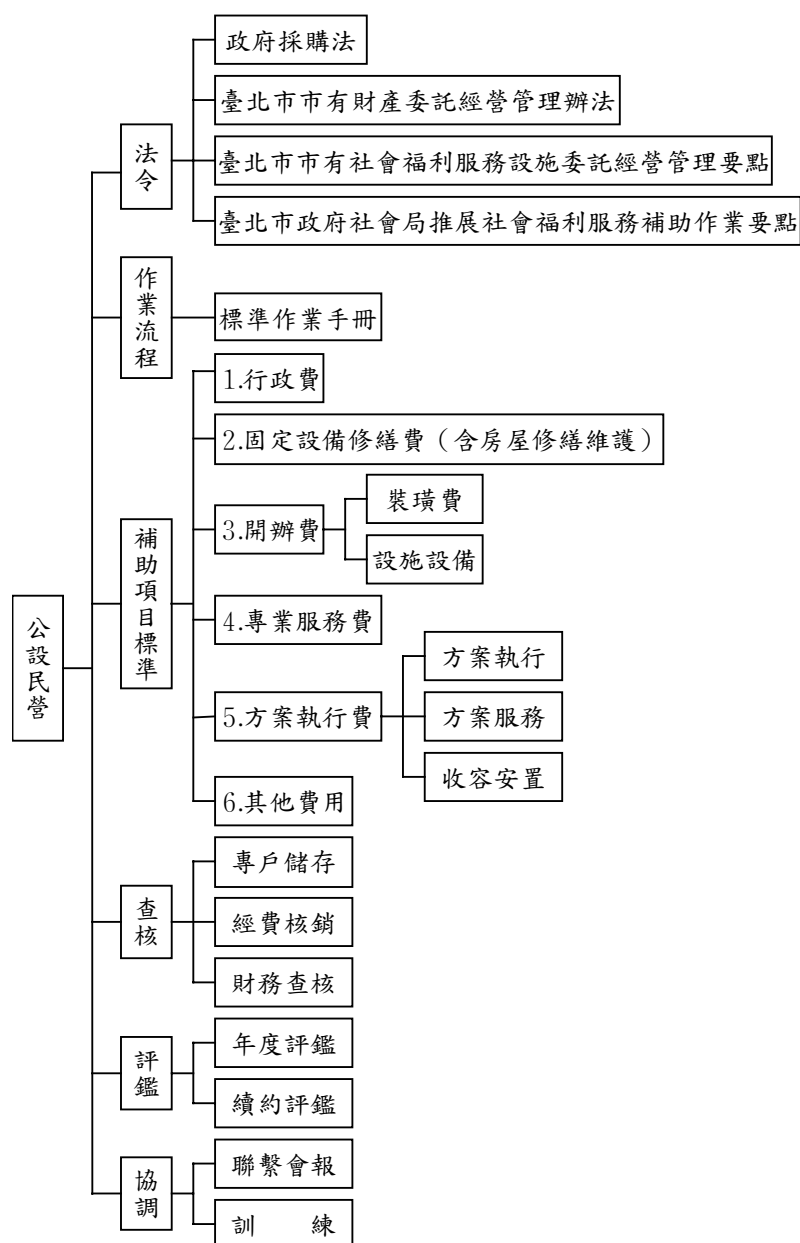 公設民營
法令
政府採購法
臺北市市有財產委託經營管理辦法
臺北市市有社會福利服務設施委託經營管理要點
臺北市政府社會局推展社會福利服務補助作業要點
作業流程
標準作業手冊
補助項目標準
1.行政費
2.固定設備修繕費（含房屋修繕維護）
3.開辦費
裝璜費
設施設備
4.專業服務費
5.方案執行費
方案執行
方案服務
收容安置
6.其他費用
查核
專戶儲存
經費核銷
財務查核
評鑑
年度評鑑
續約評鑑
協調
聯繫會報
訓　　練